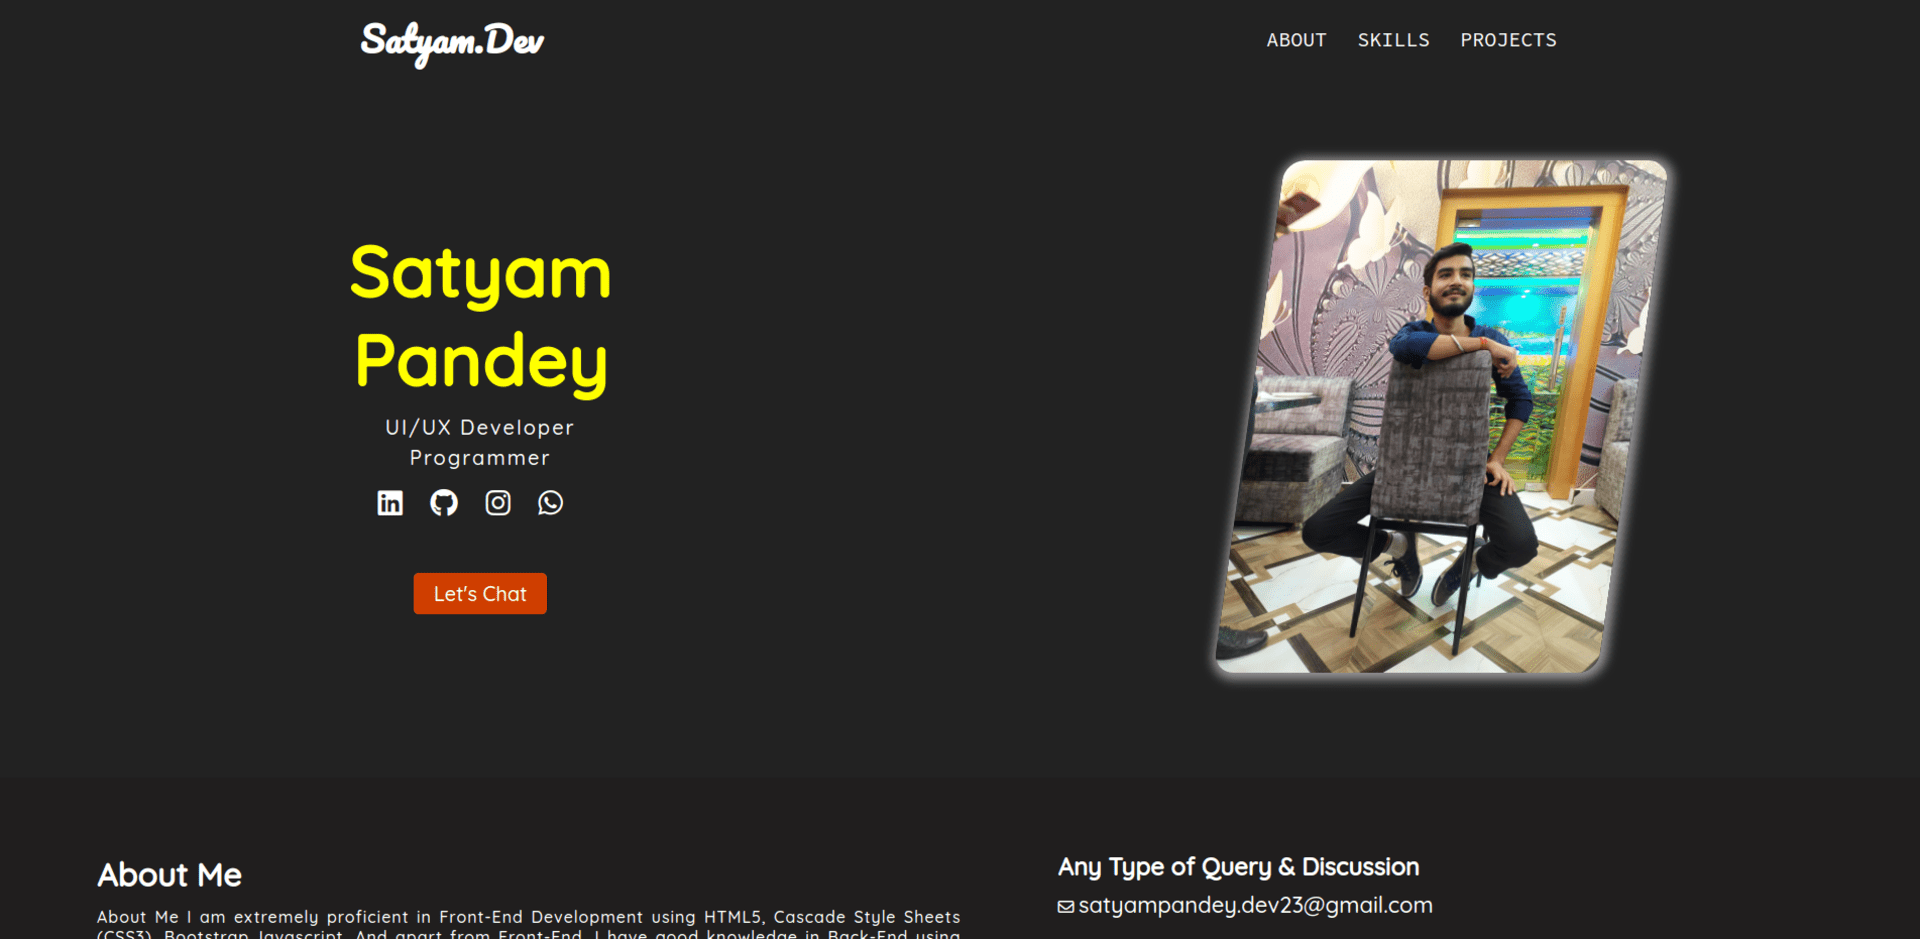 Satyam.Dev
ABOUT SKILLS PROJECTS
Satyam
Pandey
UI/UX Developer
Programmer
Let's Chat
About Me
About Me I am extremely proficient in Front-End Development using HTML5, Cascade Style Sheets
(CSS3), Bootstrap Javascript. And apart from Front-End, I have good knowledge in Back-End using
Any Type of Query & Discussion
satyampandey.dev23@gmail.com